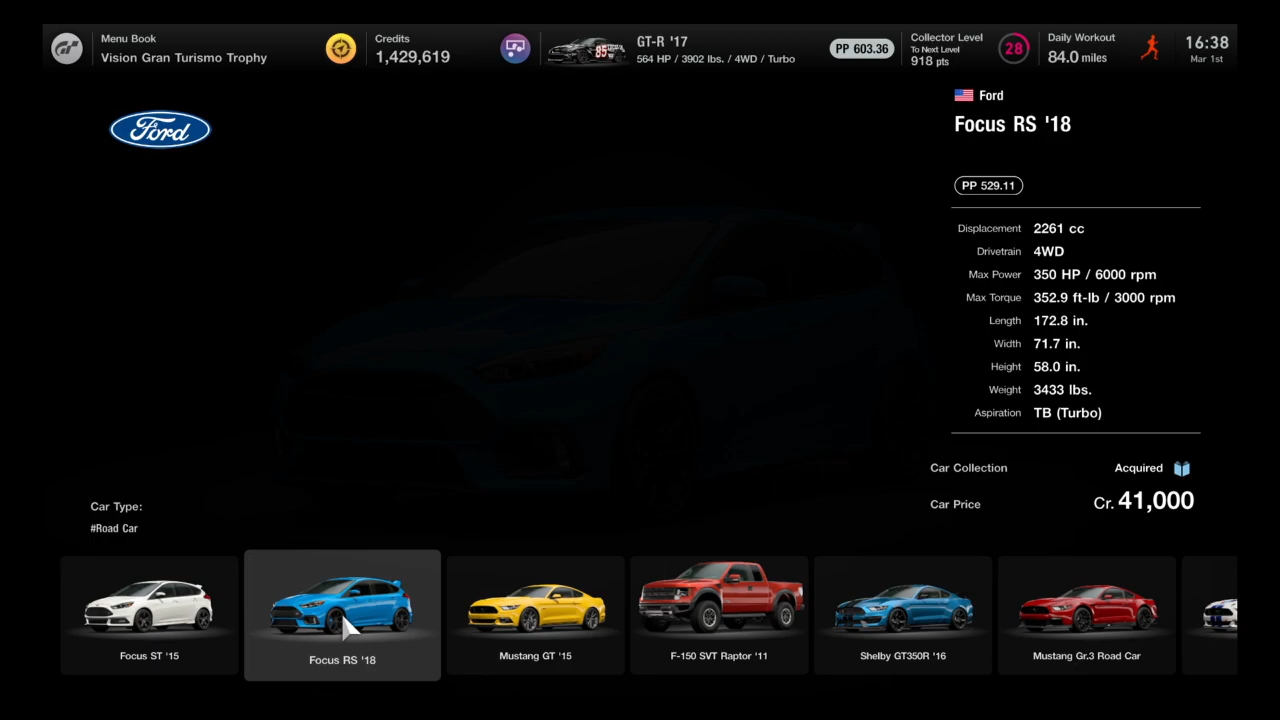 Menu Book
Vision Gran Turismo Trophy
Credits
1,429,619
85
GT-R '17
564 HP / 3902 lbs. / 4WD / Turbo
PP 603.36
Collector Level
To Next Level
918 pts
28
Daily Workout
84.0 miles
16:38
Mar 1st
Ford
Ford
Focus RS '18
PP 529.11
Displacement 2261 cc
Drivetrain 4WD
Max Power 350 HP / 6000 rpm
Max Torque 352.9 ft-lb / 3000 rpm
Length 172.8 in.
Width 71.7 in.
Height 58.0 in.
Weight 3433 lbs.
Aspiration TB (Turbo)
Car Collection Acquired
Car Price Cr. 41,000
Car Type:
#Road Car
Focus ST '15
Focus RS '18
Mustang GT '15
F-150 SVT Raptor '11
Shelby GT350R '16
Mustang Gr.3 Road Car